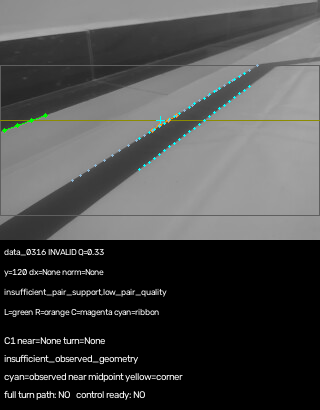 data_0316 INVALID Q=0.33
y=120 dx=None norm=None
insufficient_pair_support,low_pair_quality
L=green R=orange C=magenta cyan=ribbon
C1 near=None turn=None
insufficient_observed_geometry
cyan=observed near midpoint yellow=corner
full turn path: NO control ready: NO